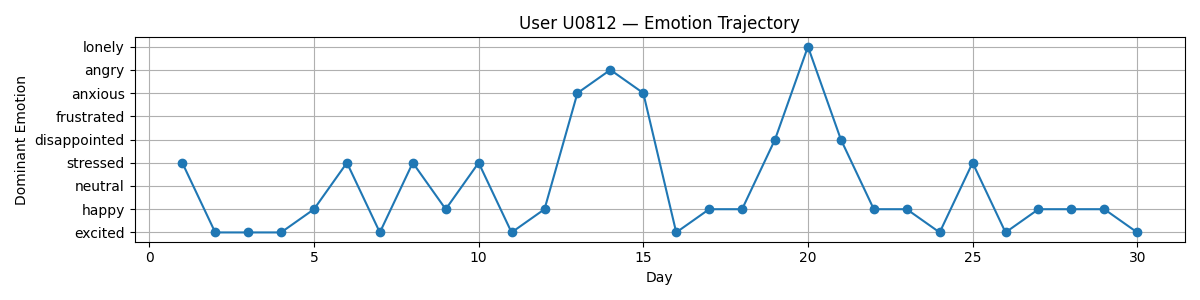 User U0812 — Emotion Trajectory
Dominant Emotion
lonely
angry
anxious
frustrated
disappointed
stressed
neutral
happy
excited
0 5 10 15 20 25 30
Day